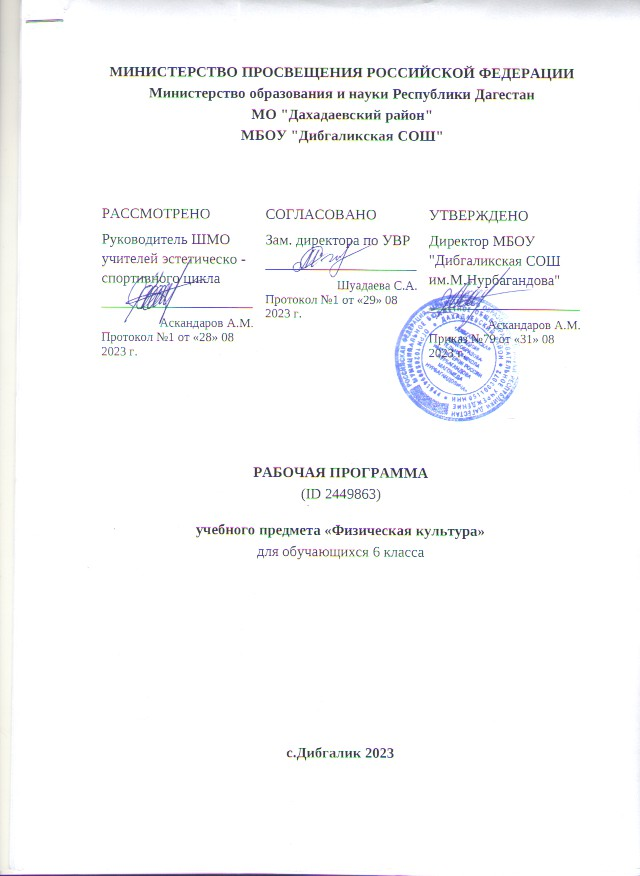 МИНИСТЕРСТВО ПРОСВЕЩЕНИЯ РОССИЙСКОЙ ФЕДЕРАЦИИ
Министерство образования и науки Республики Дагестан
МО "Дахадаевский район"
МБОУ "Дибгаликская СОШ"
РАССМОТРЕНО
Руководитель ШМО
учителей эстетическо -
спортивного цикла
Аскандаров А.М.
Протокол №1 от «28» 08
2023 г.
СОГЛАСОВАНО
Зам. директора по УВР
Шуадаева С.А.
Протокол №1 от «29» 08
2023 г.
УТВЕРЖДЕНО
Директор МБОУ
"Дибгаликская СОШ
им.М.Нурбагандова"
Аскандаров А.М.
Приказ №79 от «31» 08
2023 г.
РАБОЧАЯ ПРОГРАММА
(ID 2449863)
учебного предмета «Физическая культура»
для обучающихся 6 класса
с.Дибгалик 2023